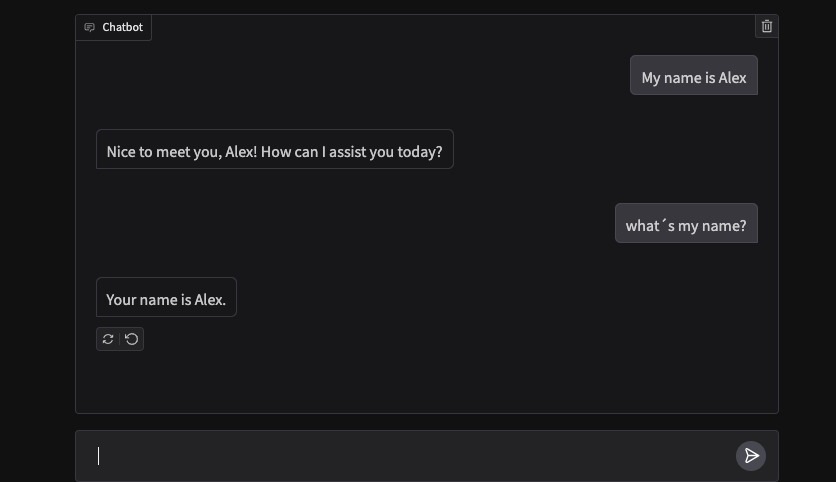 Chatbot
My name is Alex
Nice to meet you, Alex! How can I assist you today?
what´s my name?
Your name is Alex.